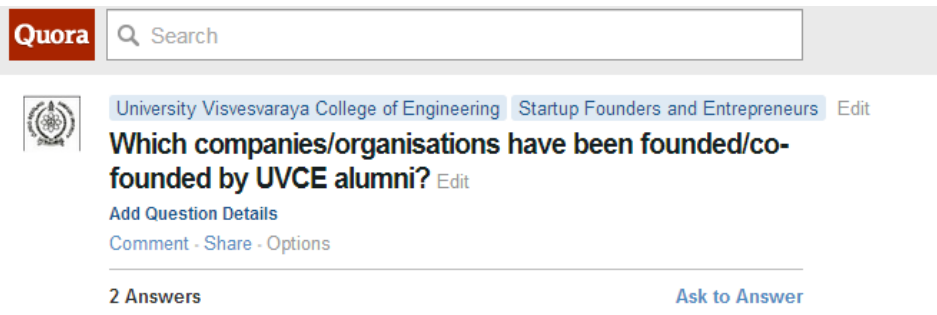 Quora Search
University Visvesvaraya College of Engineering Startup Founders and Entrepreneurs Edit
Which companies/organisations have been founded/co-
founded by UVCE alumni? Edit
Add Question Details
Comment - Share - Options
2 Answers Ask to Answer